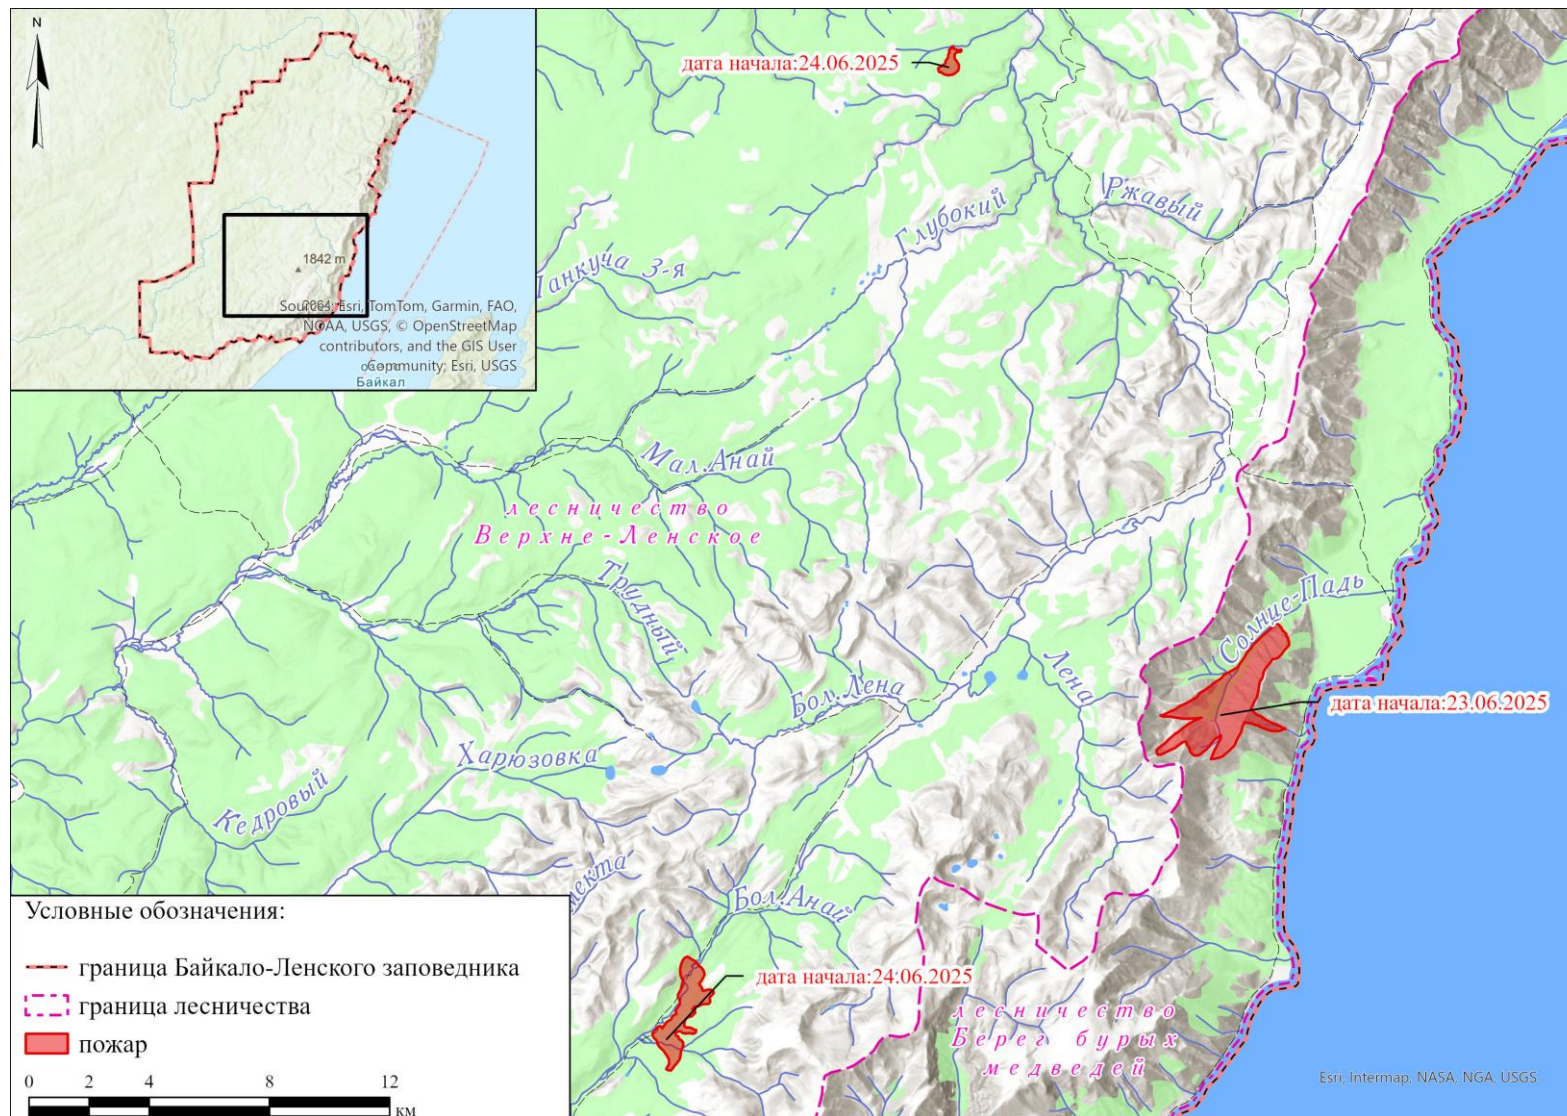 N
1842 m
Sources: Esri, TomTom, Garmin, FAO,
NOAA, USGS, © OpenStreetMap
contributors, and the GIS User
Community; Esri, USGS
Байкал
дата начала:24.06.2025
Ржавый
Глубокий
3-я
Мал.Анай
лесничество
Верхне-Ленское
Трудный
Солнце-Падь
Лена
Бол.Лена
дата начала:23.06.2025
Харюзовка
Кедровый
Бол.Анай
дата начала:24.06.2025
лесничество
Берег бурых
медведей
Условные обозначения:
граница Байкало-Ленского заповедника
граница лесничества
пожар
0 2 4 8 12
км
Esri, Intermap, NASA, NGA, USGS